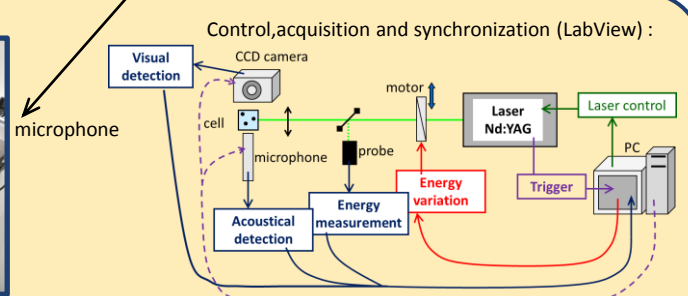 Control,acquisition and synchronization (LabView) :
Visual
detection
CCD camera
motor
microphone
cell
Laser
Nd:YAG
Laser control
microphone
probe
PC
Energy
variation
Trigger
Energy
measurement
Acoustical
detection